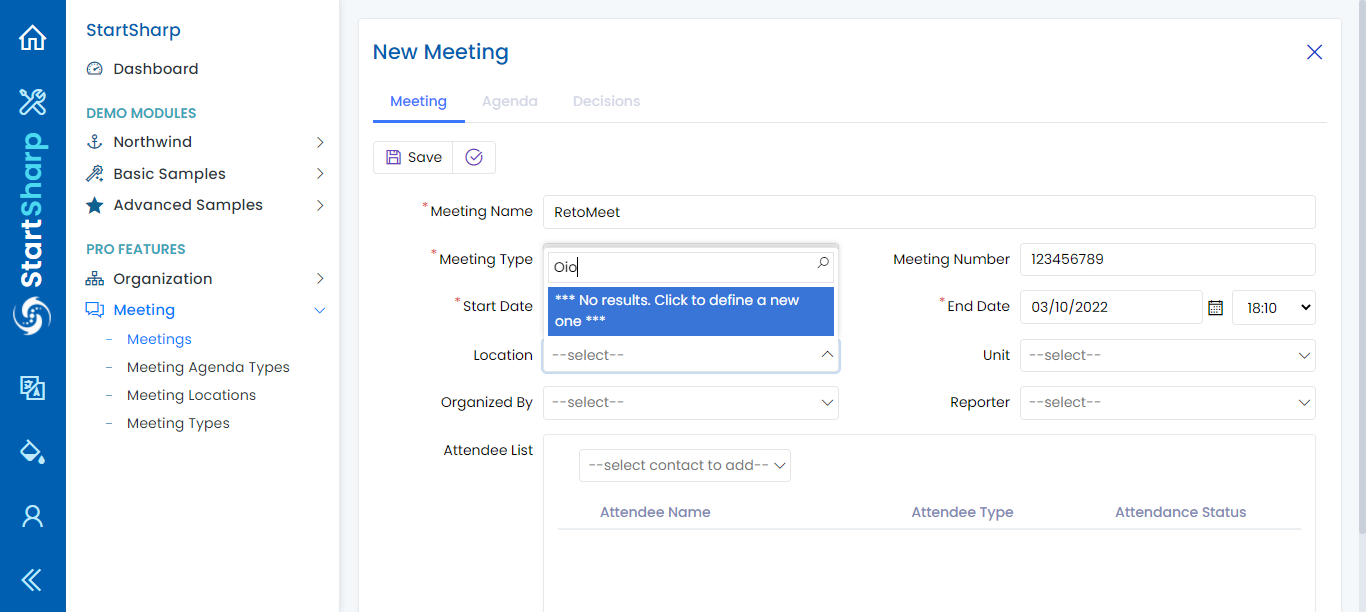 StartSharp
StartSharp
Dashboard
DEMO MODULES
Northwind
Basic Samples
Advanced Samples
PRO FEATURES
Organization
Meeting
– Meetings
– Meeting Agenda Types
– Meeting Locations
– Meeting Types
New Meeting
Meeting Agenda Decisions
Save
*Meeting Name RetoMeet
*Meeting Type Oio Meeting Number 123456789
*** No results. Click to define a new
one ***
*Start Date *End Date 03/10/2022 18:10
Location --select-- Unit --select--
Organized By --select-- Reporter --select--
Attendee List
--select contact to add--
Attendee Name Attendee Type Attendance Status